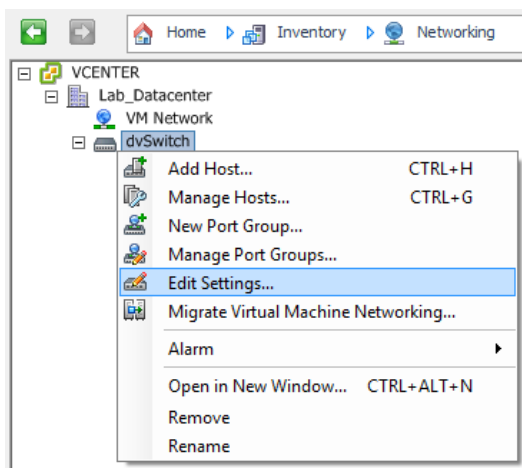 Home Inventory Networking
VCENTER
Lab_Datacenter
VM Network
dvSwitch
Add Host... CTRL+H
Manage Hosts... CTRL+G
New Port Group...
Manage Port Groups...
Edit Settings...
Migrate Virtual Machine Networking...
Alarm
Open in New Window... CTRL+ALT+N
Remove
Rename